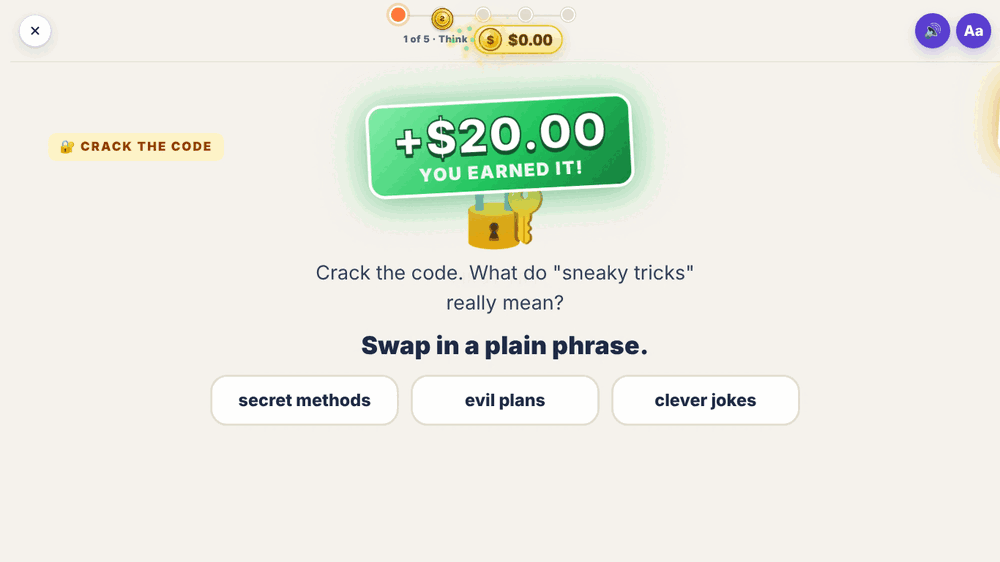 ✕
2
1 of 5 · Think
$ $0.00
🔊
Aa
🔐 CRACK THE CODE
+$20.00
YOU EARNED IT!
Crack the code. What do "sneaky tricks"
really mean?
Swap in a plain phrase.
secret methods
evil plans
clever jokes